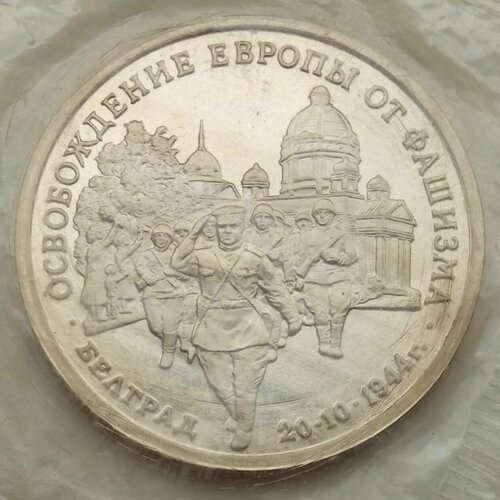 ОСВОБОЖДЕНИЕ ЕВРОПЫ ОТ ФАШИЗМА
· БЕЛГРАД 20·10·1944г. ·